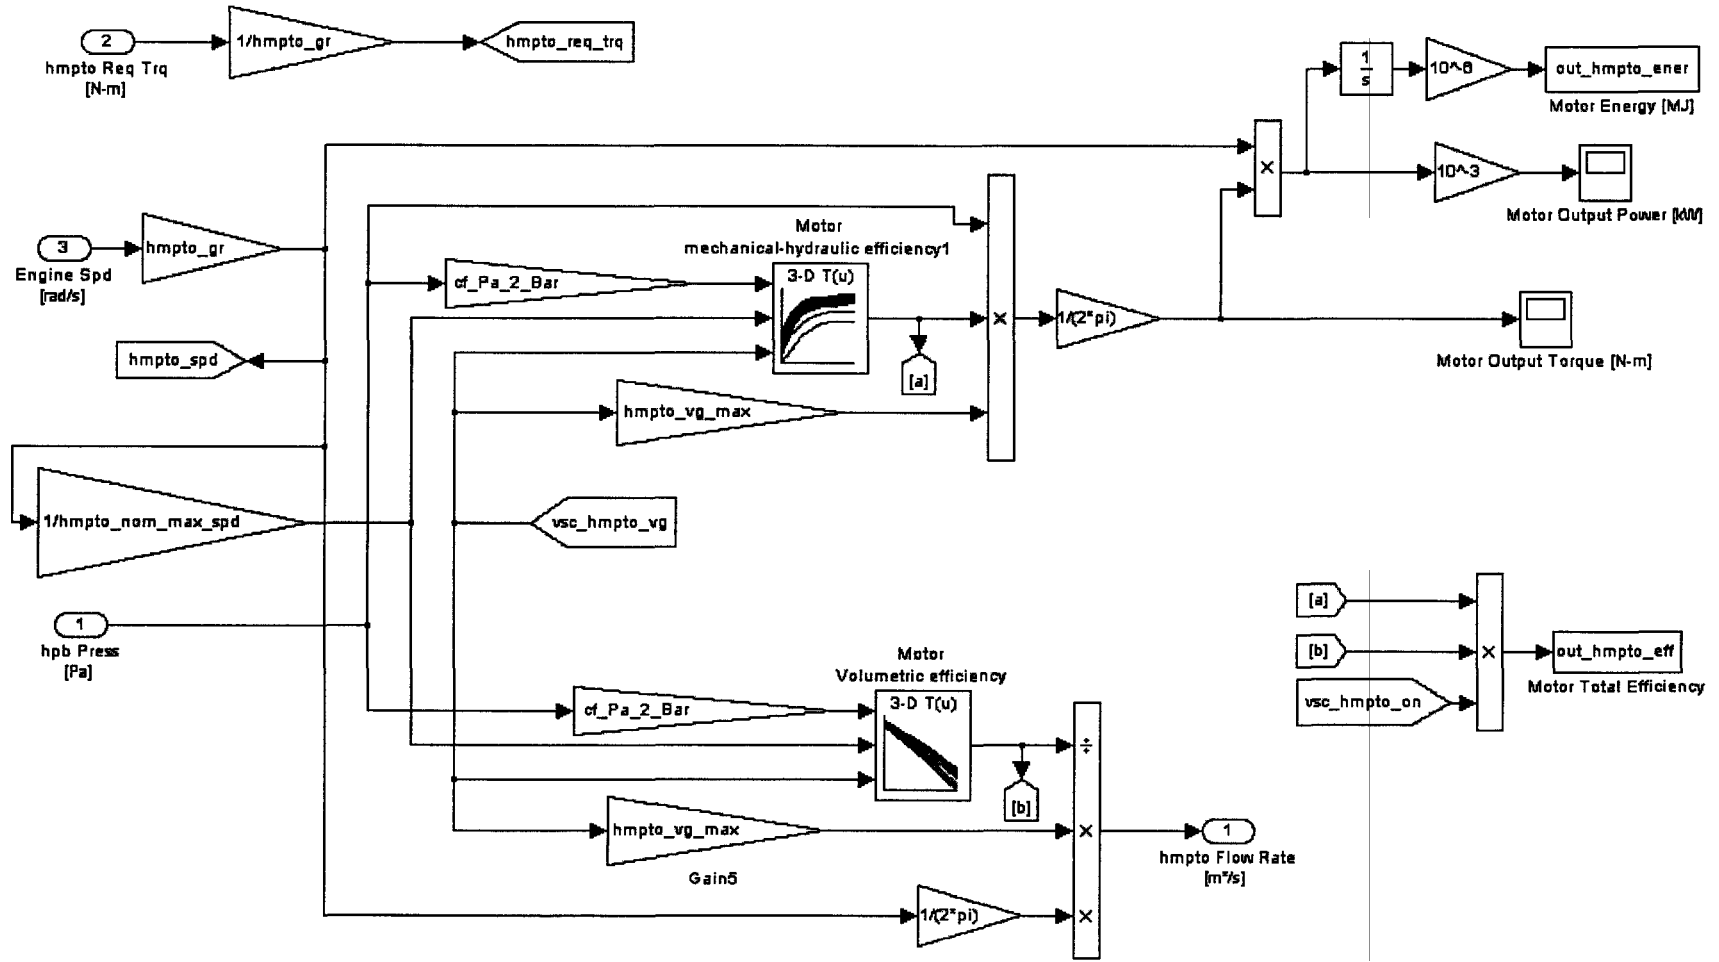 2
hmpto Req Trq
[N-m]
1/hmpto_gr
hmpto_req_trq
1
s
10^-6
out_hmpto_ener
Motor Energy [MJ]
×
10^-3
Motor Output Power [kW]
3
Engine Spd
[rad/s]
hmpto_gr
Motor
mechanical-hydraulic efficiency1
cf_Pa_2_Bar
3-D T(u)
[a]
×
1/(2*pi)
Motor Output Torque [N-m]
hmpto_spd
hmpto_vg_max
1/hmpto_nom_max_spd
vsc_hmpto_vg
1
hpb Press
[Pa]
[a]
[b]
vsc_hmpto_on
×
out_hmpto_eff
Motor Total Efficiency
Motor
Volumetric efficiency
cf_Pa_2_Bar
3-D T(u)
[b]
÷
hmpto_vg_max
Gain5
×
1
hmpto Flow Rate
[m³/s]
1/(2*pi)
×